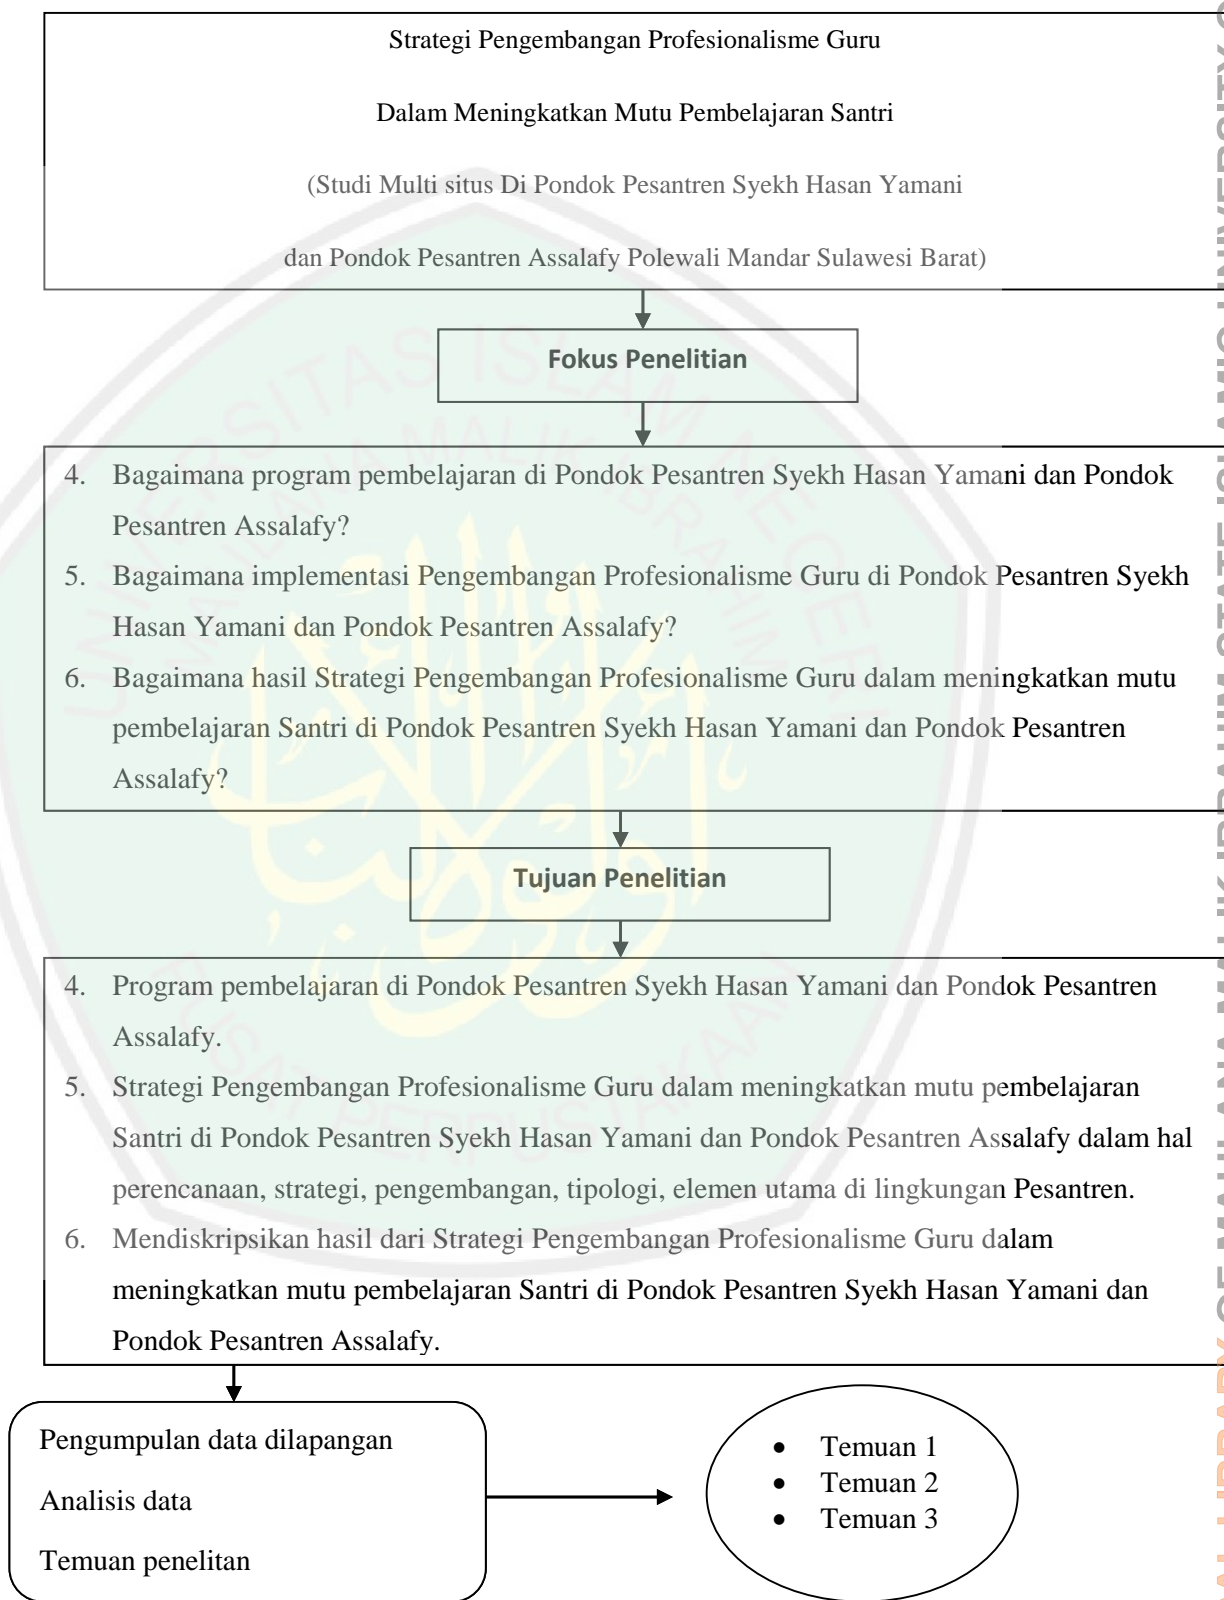 Strategi Pengembangan Profesionalisme Guru
Dalam Meningkatkan Mutu Pembelajaran Santri
(Studi Multi situs Di Pondok Pesantren Syekh Hasan Yamani
dan Pondok Pesantren Assalafy Polewali Mandar Sulawesi Barat)
Fokus Penelitian
4. Bagaimana program pembelajaran di Pondok Pesantren Syekh Hasan Yamani dan Pondok
Pesantren Assalafy?
5. Bagaimana implementasi Pengembangan Profesionalisme Guru di Pondok Pesantren Syekh
Hasan Yamani dan Pondok Pesantren Assalafy?
6. Bagaimana hasil Strategi Pengembangan Profesionalisme Guru dalam meningkatkan mutu
pembelajaran Santri di Pondok Pesantren Syekh Hasan Yamani dan Pondok Pesantren
Assalafy?
Tujuan Penelitian
4. Program pembelajaran di Pondok Pesantren Syekh Hasan Yamani dan Pondok Pesantren
Assalafy.
5. Strategi Pengembangan Profesionalisme Guru dalam meningkatkan mutu pembelajaran
Santri di Pondok Pesantren Syekh Hasan Yamani dan Pondok Pesantren Assalafy dalam hal
perencanaan, strategi, pengembangan, tipologi, elemen utama di lingkungan Pesantren.
6. Mendiskripsikan hasil dari Strategi Pengembangan Profesionalisme Guru dalam
meningkatkan mutu pembelajaran Santri di Pondok Pesantren Syekh Hasan Yamani dan
Pondok Pesantren Assalafy.
Pengumpulan data dilapangan
Analisis data
Temuan penelitan
• Temuan 1
• Temuan 2
• Temuan 3
UNIVERSITAS ISLAM NEGERI
MAULANA MALIK IBRAHIM
PUSAT PERPUSTAKAAN